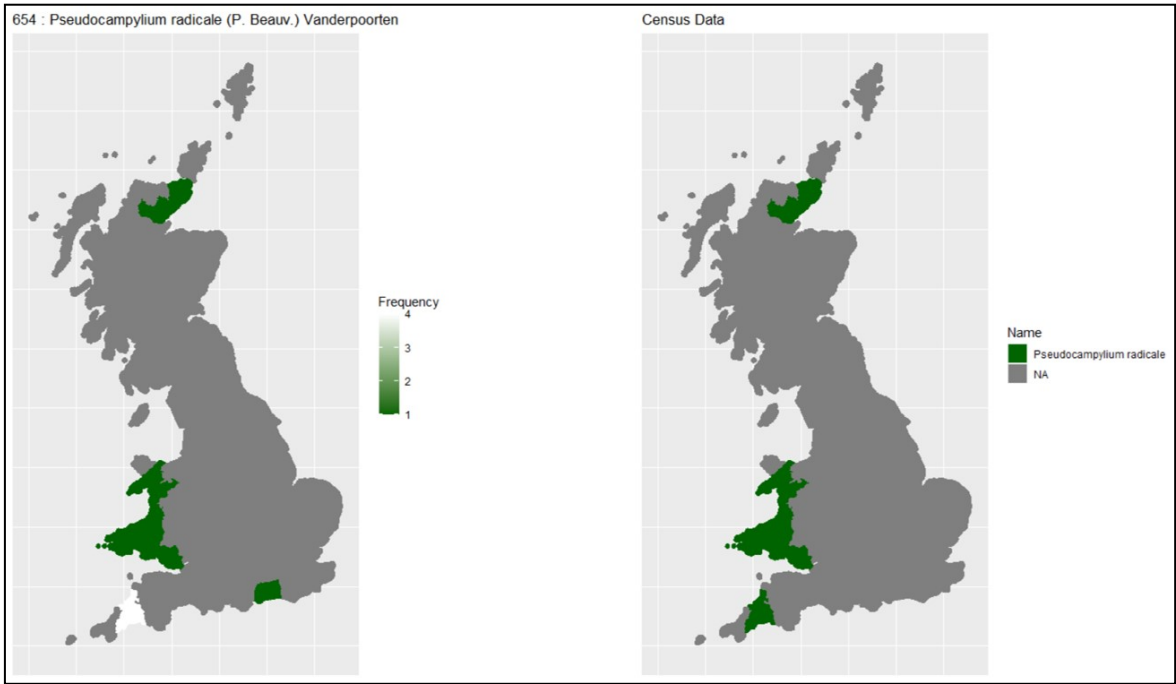 654 : Pseudocampylium radicale (P. Beauv.) Vanderpoorten
Census Data
Frequency
4
3
2
1
Name
Pseudocampylium radicale
NA